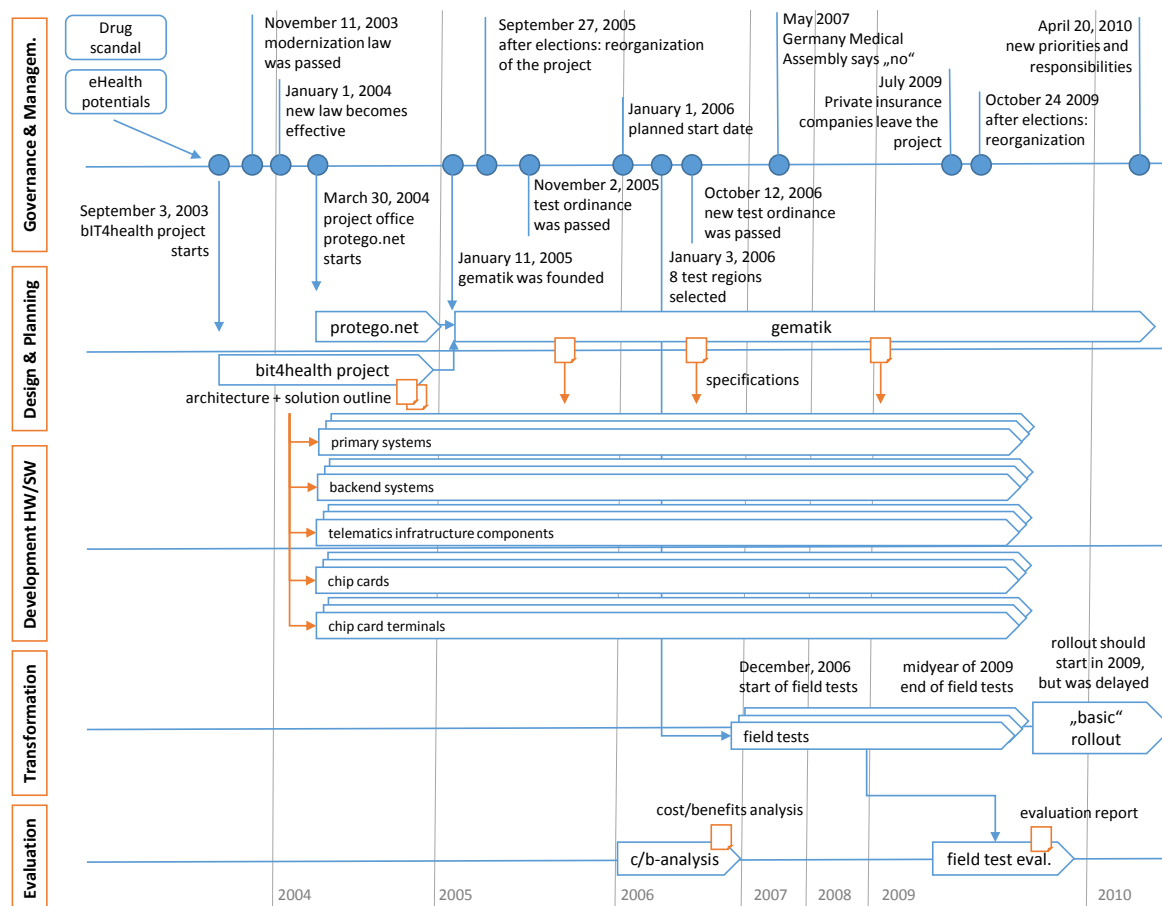 Governance & Managem.
Drug
scandal
eHealth
potentials
November 11, 2003
modernization law
was passed
January 1, 2004
new law becomes
effective
September 27, 2005
after elections: reorganization
of the project
January 1, 2006
planned start date
May 2007
Germany Medical
Assembly says „no“
July 2009
Private insurance
companies leave the
project
October 24 2009
after elections:
reorganization
April 20, 2010
new priorities and
responsibilities
September 3, 2003
bIT4health project
starts
March 30, 2004
project office
protego.net
starts
January 11, 2005
gematik was founded
November 2, 2005
test ordinance
was passed
January 3, 2006
8 test regions
selected
October 12, 2006
new test ordinance
was passed
Design & Planning
protego.net
gematik
bit4health project
architecture + solution outline
specifications
Development HW/SW
primary systems
backend systems
telematics infratructure components
chip cards
chip card terminals
Transformation
December, 2006
start of field tests
midyear of 2009
end of field tests
rollout should
start in 2009,
but was delayed
field tests
„basic“
rollout
Evaluation
cost/benefits analysis
c/b-analysis
evaluation report
field test eval.
2004
2005
2006
2007
2008
2009
2010